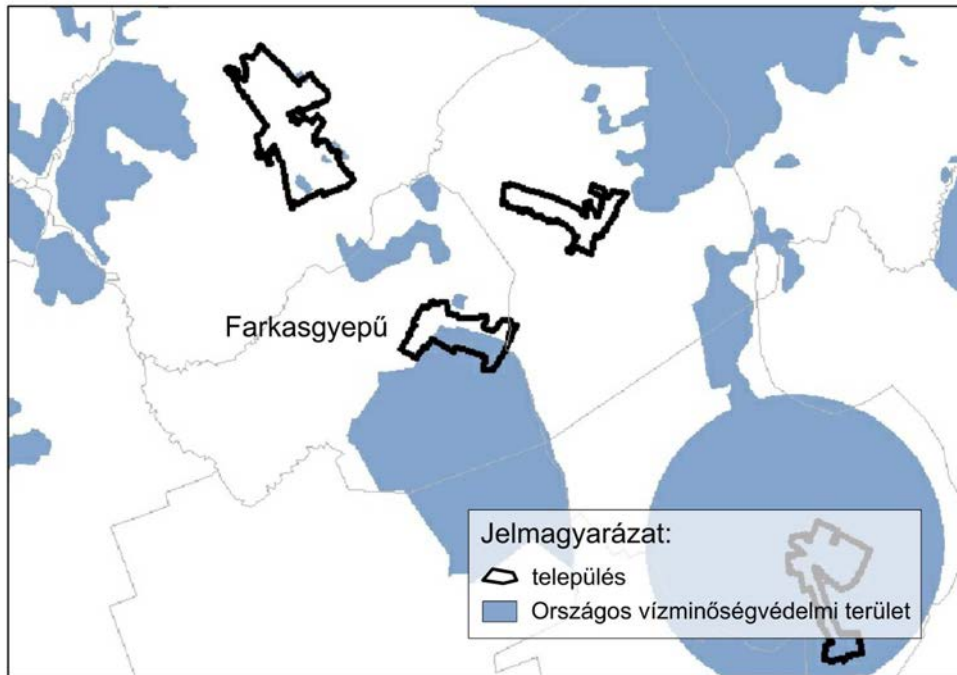 Farkasgyepű
Jelmagyarázat:
település
Országos vízminőségvédelmi terület